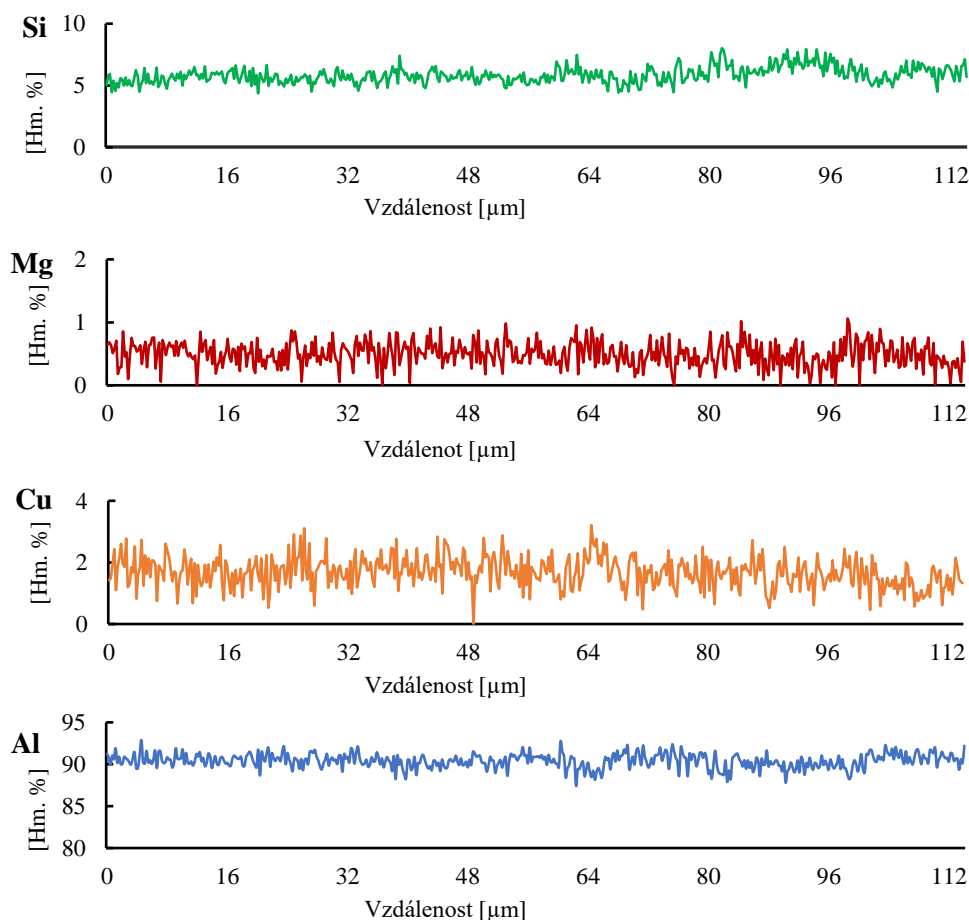 Si
[Hm. %]
10
5
0
0 16 32 48 64 80 96 112
Vzdálenost [µm]
Mg
[Hm. %]
2
1
0
0 16 32 48 64 80 96 112
Vzdálenot [µm]
Cu
[Hm. %]
4
2
0
0 16 32 48 64 80 96 112
Vzdálenost [µm]
Al
[Hm. %]
95
90
85
80
0 16 32 48 64 80 96 112
Vzdálenost [µm]